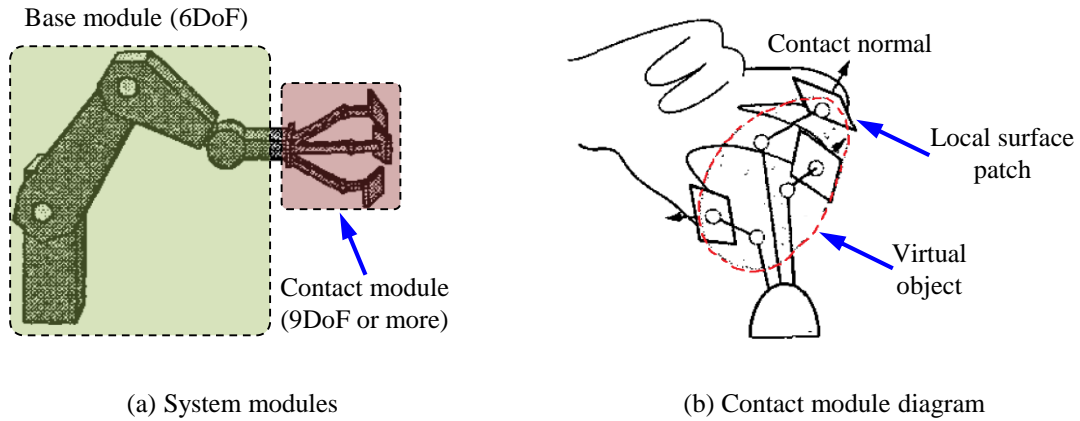 Base module (6DoF)
Contact module
(9DoF or more)
(a) System modules
Contact normal
Local surface
patch
Virtual
object
(b) Contact module diagram